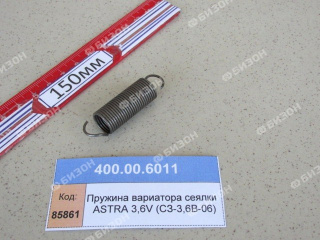 БИЗОН
150мм
400.00.6011
Код:
85861
Пружина вариатора сеялки
ASTRA 3,6V (СЗ-3,6В-06)